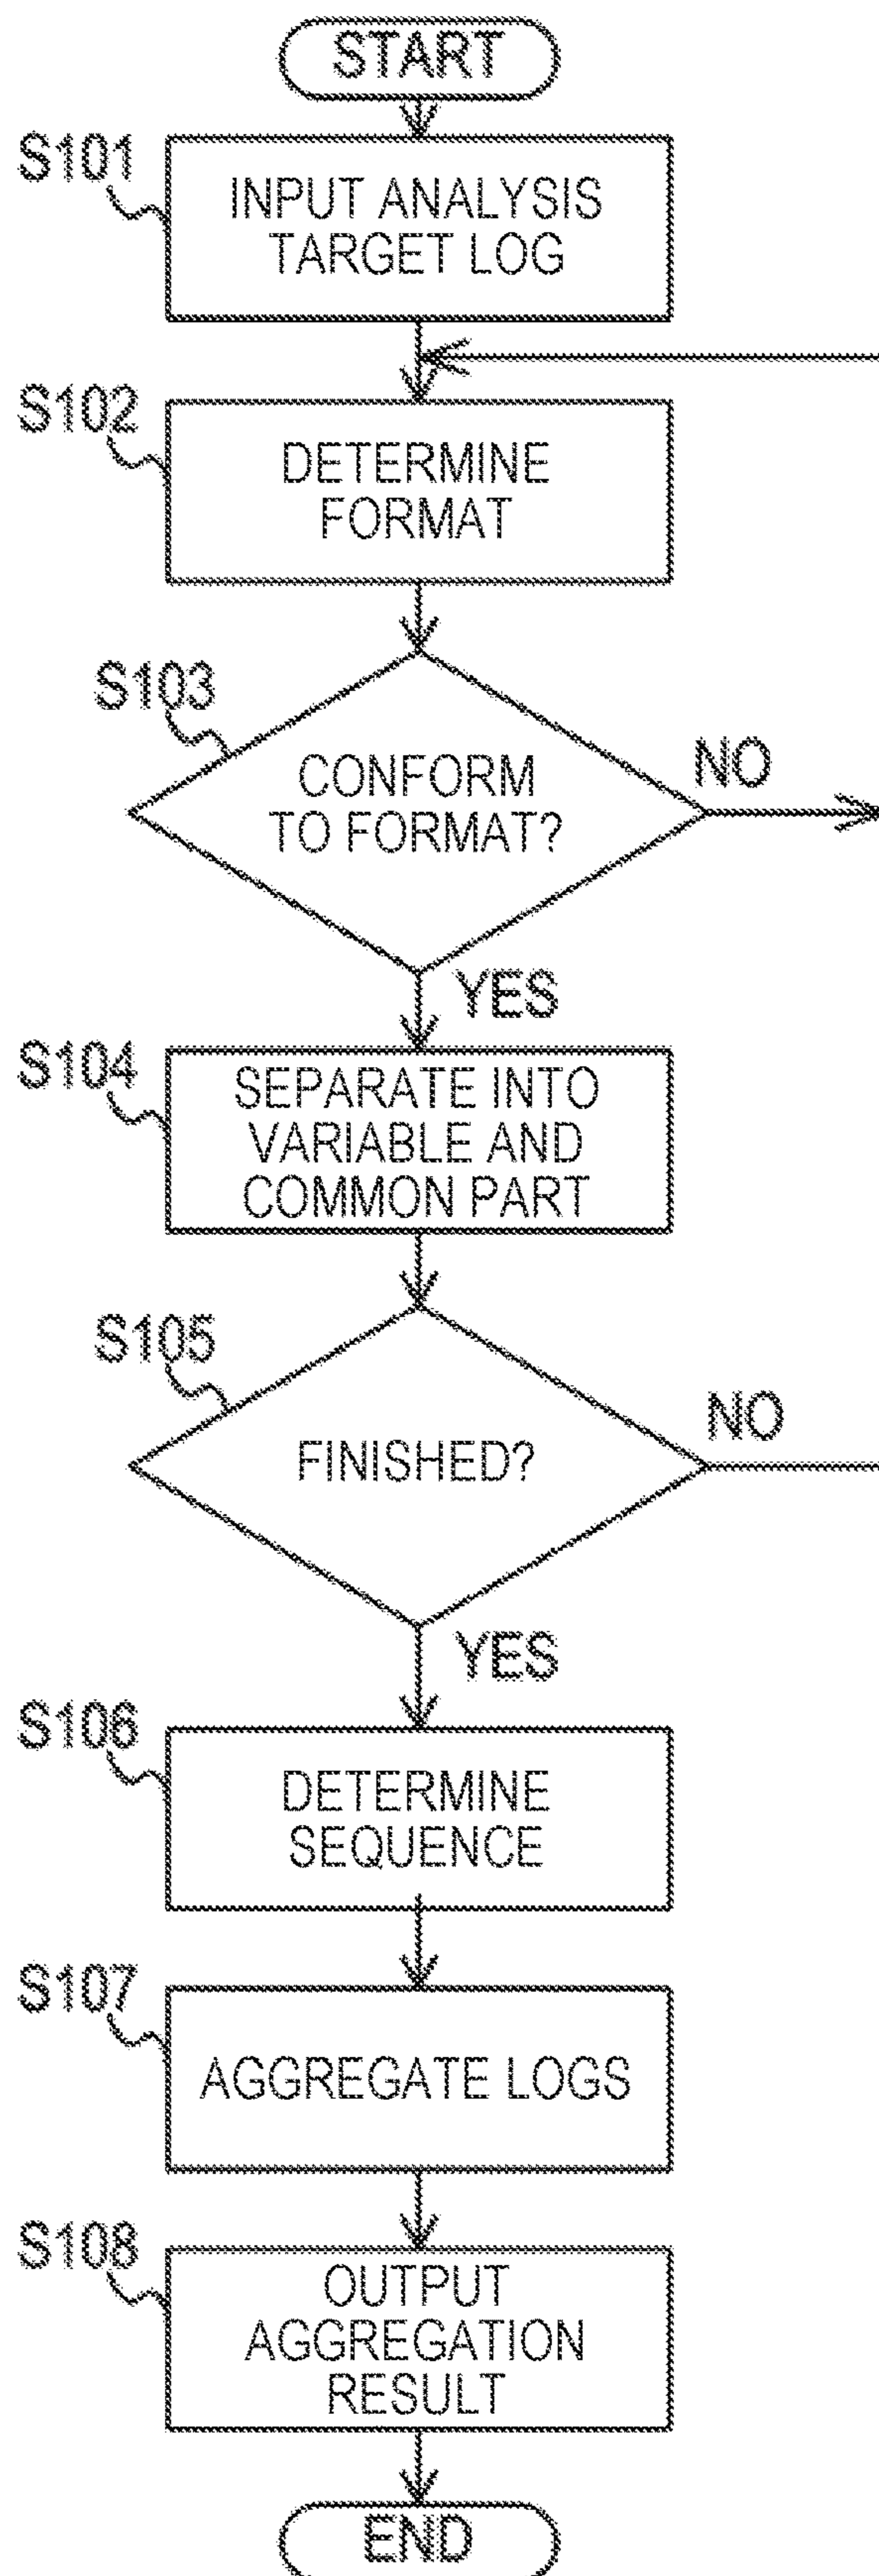 START
S101
INPUT ANALYSIS
TARGET LOG
S102
DETERMINE
FORMAT
S103
CONFORM
TO FORMAT?
NO
YES
S104
SEPARATE INTO
VARIABLE AND
COMMON PART
S105
FINISHED?
NO
YES
S106
DETERMINE
SEQUENCE
S107
AGGREGATE LOGS
S108
OUTPUT
AGGREGATION
RESULT
END